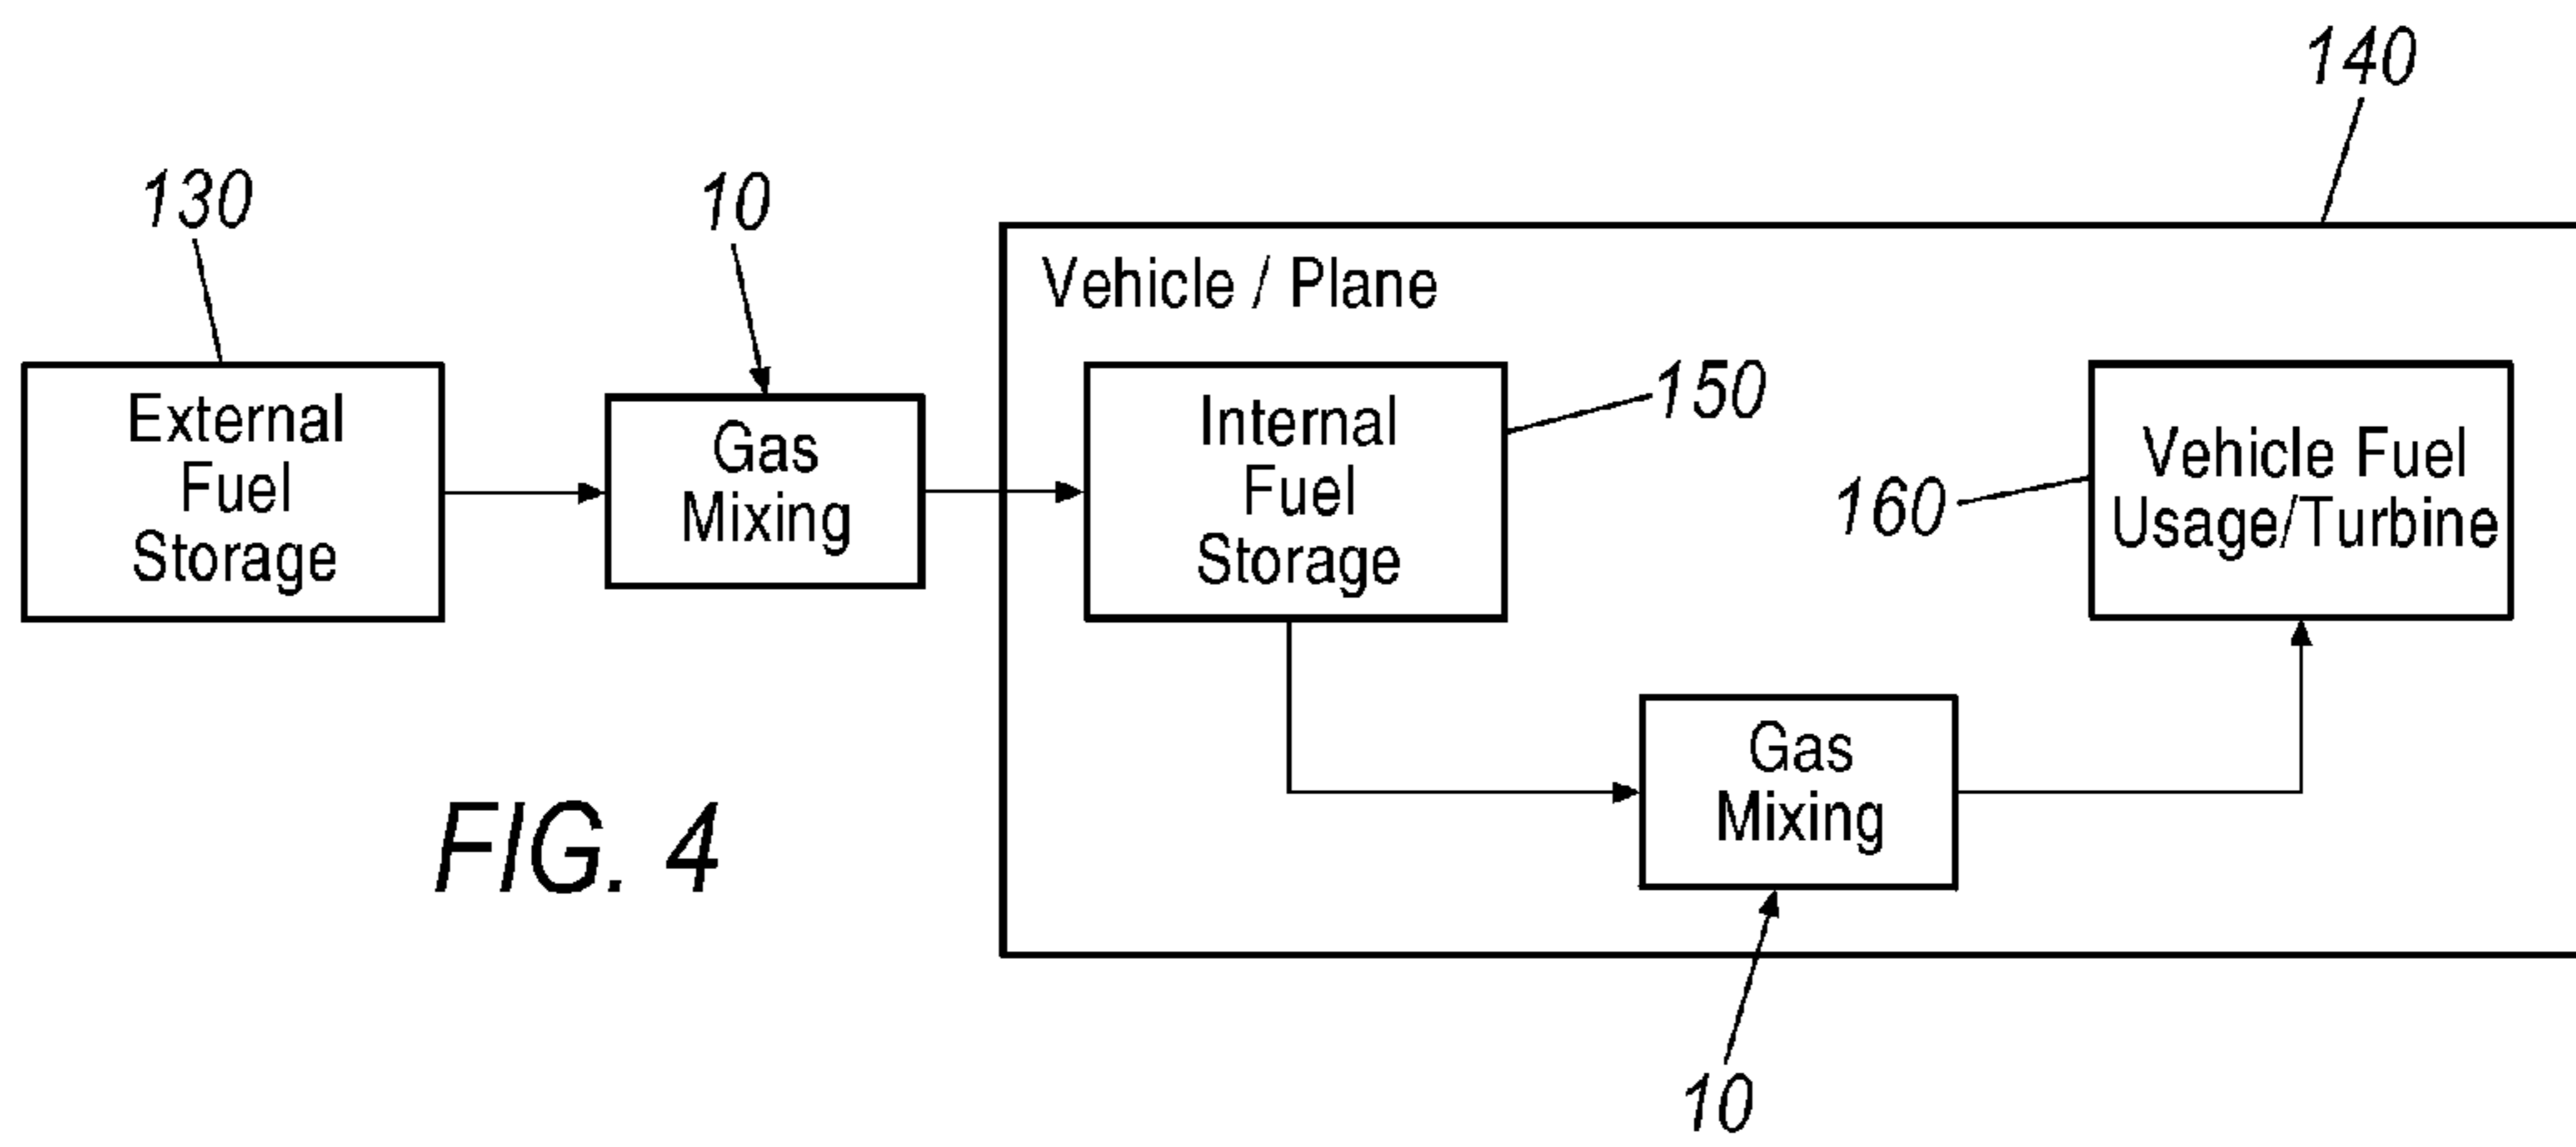 140
130
10
Vehicle / Plane
External
Fuel
Storage
Gas
Mixing
Internal
Fuel
Storage
150
160
Vehicle Fuel
Usage/Turbine
Gas
Mixing
10
FIG. 4